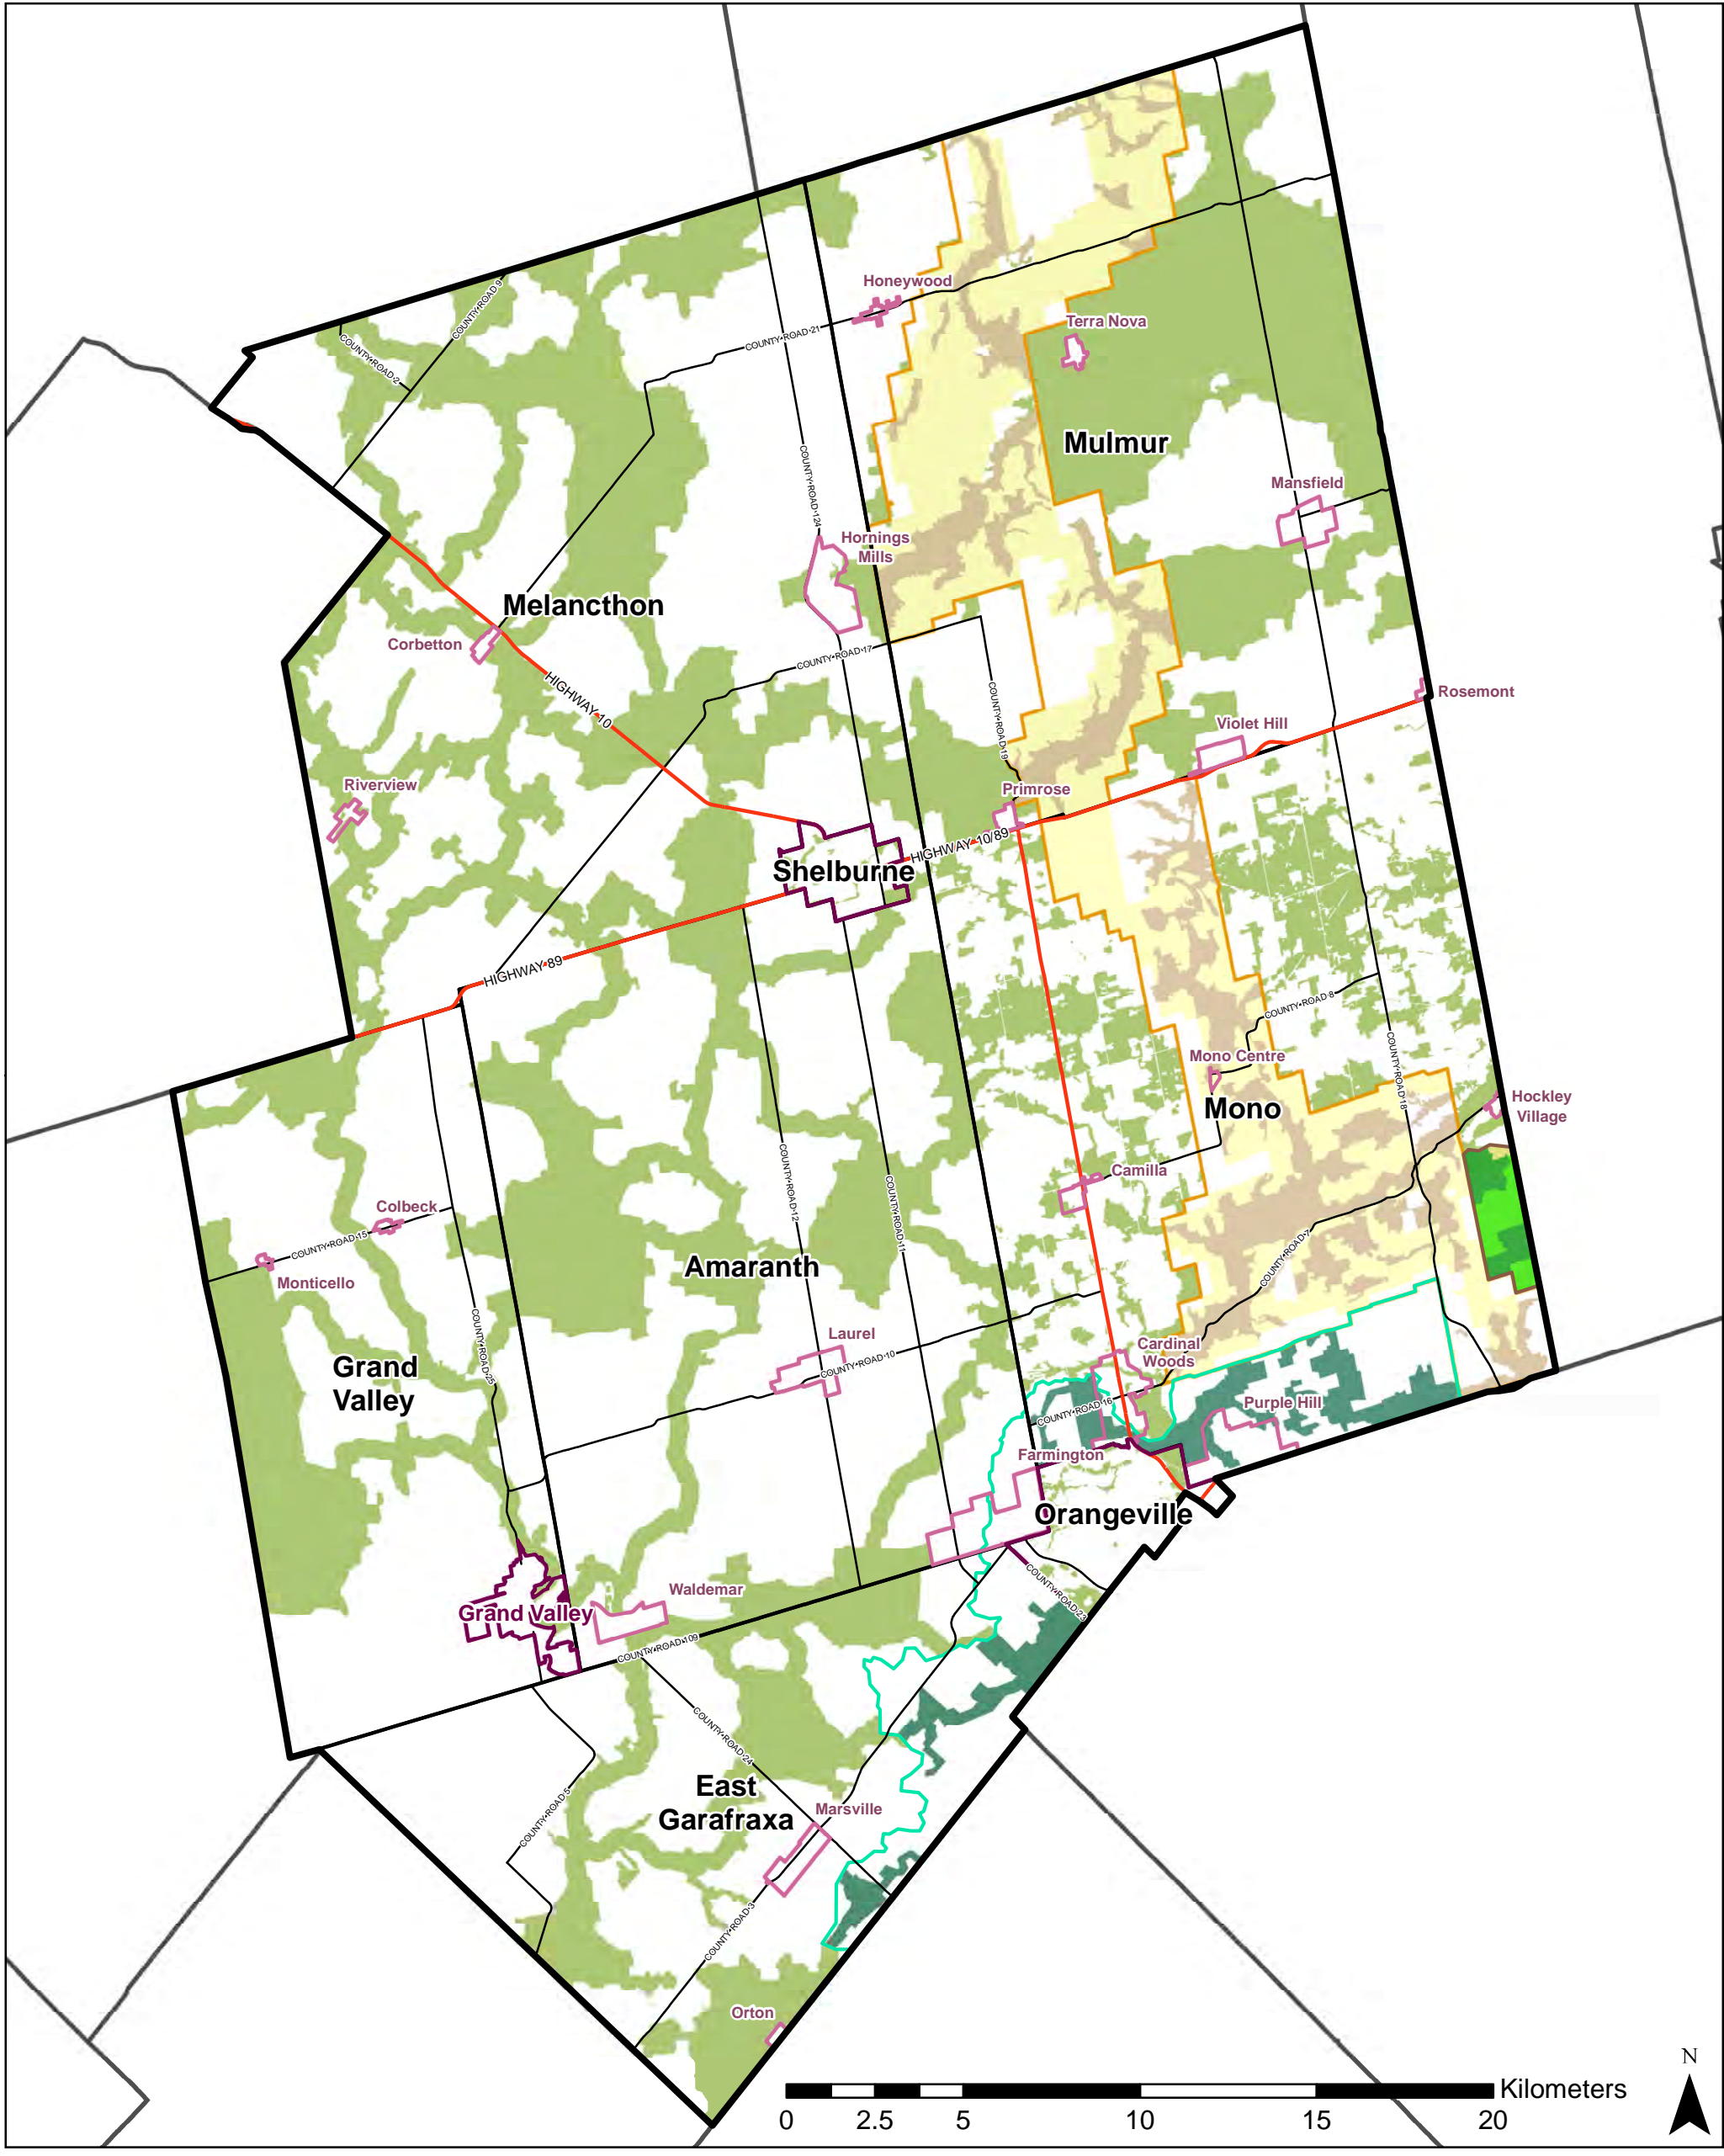 COUNTY ROAD 9
Honeywood
COUNTY ROAD 21
Terra Nova
COUNTY ROAD 2
Mulmur
COUNTY ROAD 124
Mansfield
Hornings
Mills
Melancthon
Corbetton
COUNTY ROAD 17
HIGHWAY 10
COUNTY ROAD 19
Rosemont
Violet Hill
Riverview
Primrose
HIGHWAY 10/89
Shelburne
HIGHWAY 89
COUNTY ROAD 8
Mono Centre
COUNTY ROAD 18
Hockley
Village
Mono
Camilla
COUNTY ROAD 12
COUNTY ROAD 11
Colbeck
COUNTY ROAD 15
Monticello
Amaranth
COUNTY ROAD 7
COUNTY ROAD 25
Laurel
COUNTY ROAD 10
Cardinal
Woods
Grand
Valley
COUNTY ROAD 16
Purple Hill
Farmington
Orangeville
COUNTY ROAD 23
Waldemar
Grand Valley
COUNTY ROAD 109
COUNTY ROAD 24
East
Garafraxa
Marsville
COUNTY ROAD 5
COUNTY ROAD 3
Orton
N
Kilometers
0 2.5 5 10 15 20